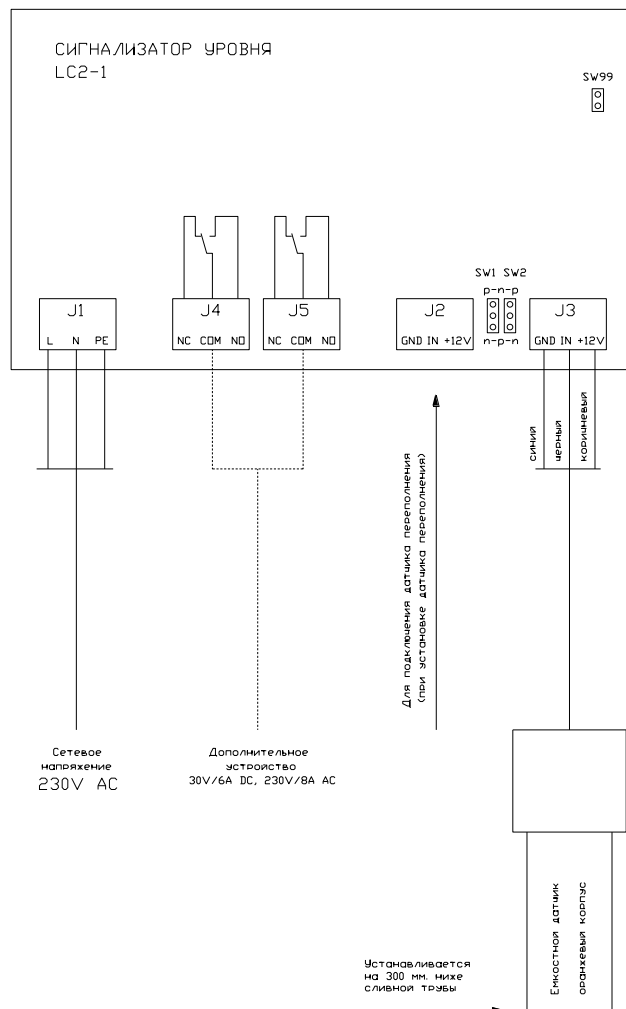 СИГНАЛИЗАТОР УРОВНЯ
LC2-1
SW99
SW1 SW2
p-n-p
J1
J4
J5
J2
J3
L N PE
NC COM NO
NC COM NO
GND IN +12V
n-p-n
GND IN +12V
синий
черный
коричневый
Для подключения датчика переполнения
(при установке датчика переполнения)
Сетевое
напряжение
230V AC
Дополнительное
устройство
30V/6A DC, 230V/8A AC
Емкостной датчик
оранжевый корпус
Устанавливается
на 300 мм. ниже
сливной трубы